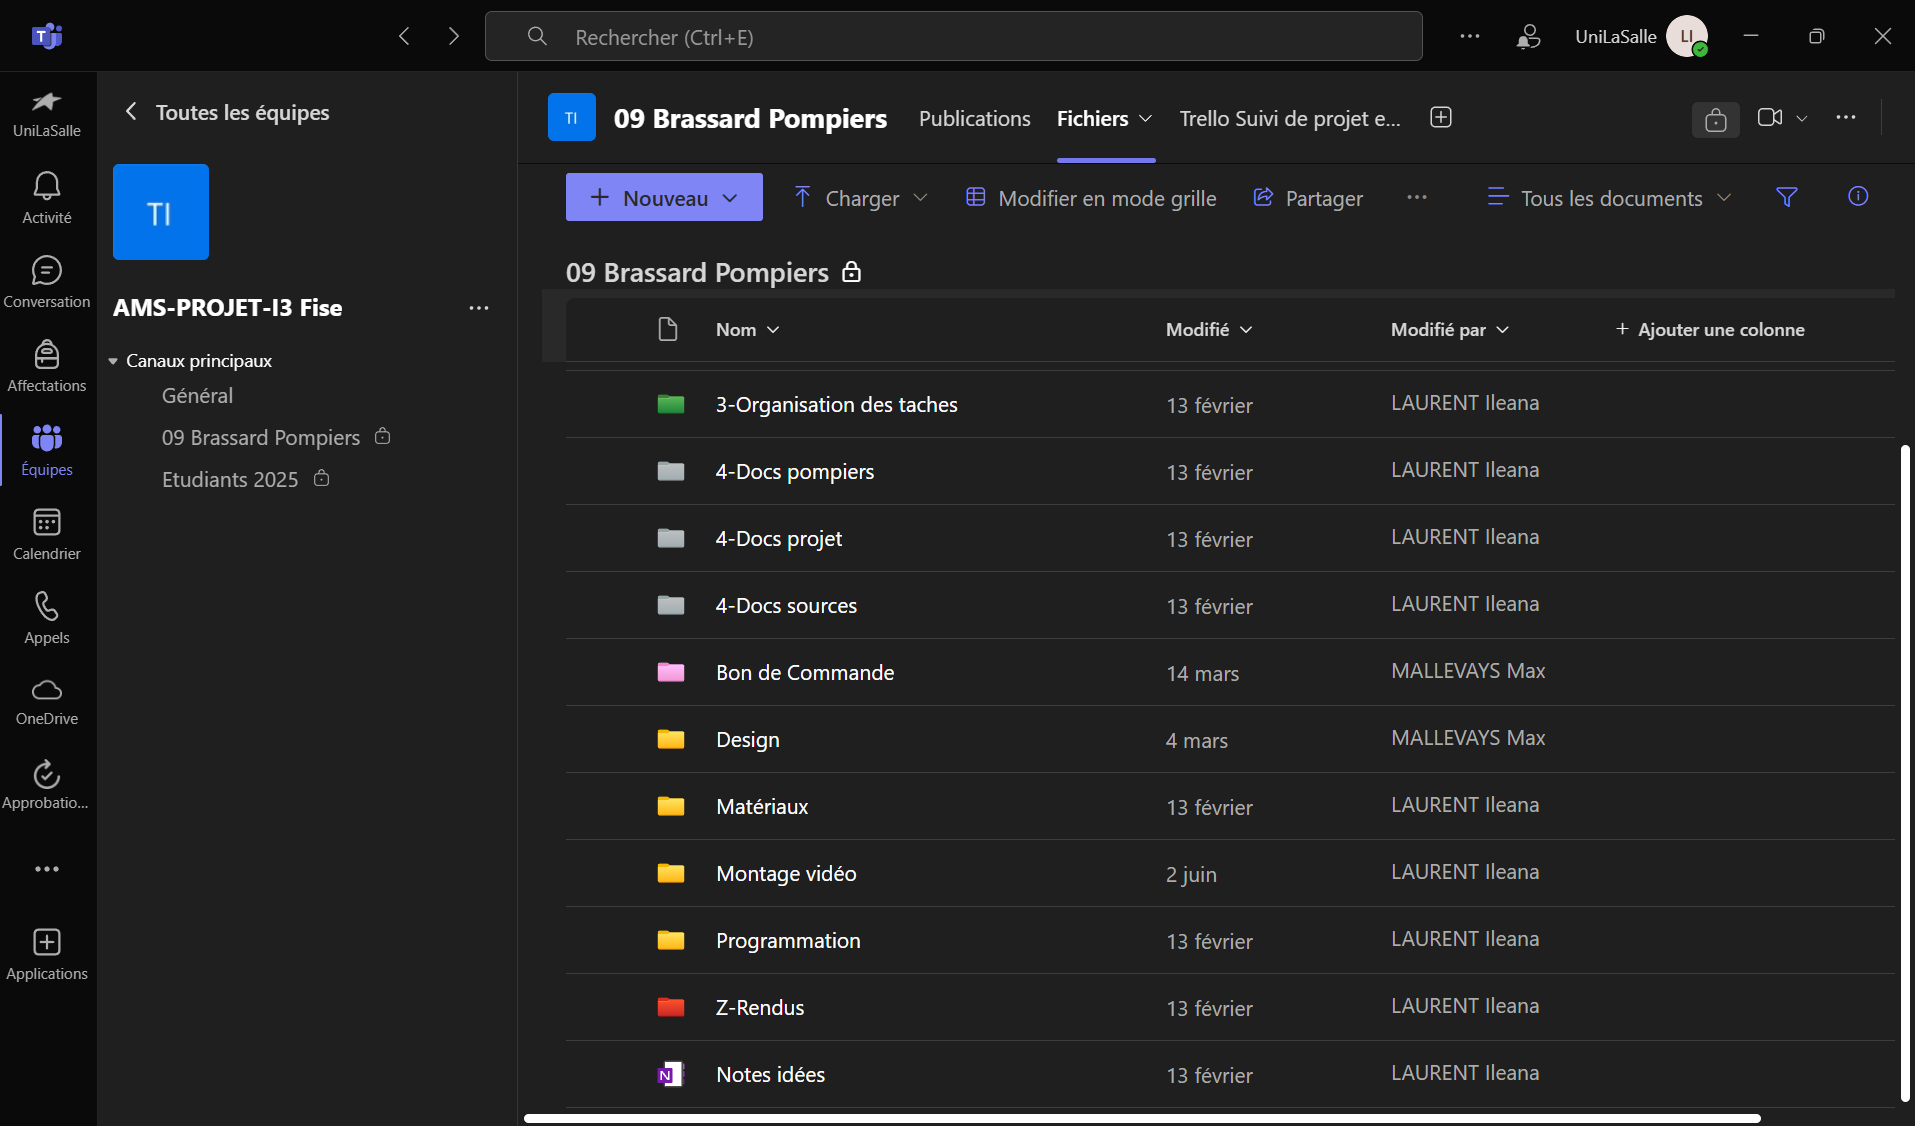 T
Rechercher (Ctrl+E)
UniLaSalle
LI
UniLaSalle
Activité
Conversation
Affectations
Équipes
Calendrier
Appels
OneDrive
Approbatio...
Applications
Toutes les équipes
TI
AMS-PROJET-I3 Fise
Canaux principaux
Général
09 Brassard Pompiers
Etudiants 2025
TI 09 Brassard Pompiers Publications Fichiers Trello Suivi de projet e...
Nouveau Charger Modifier en mode grille Partager Tous les documents
09 Brassard Pompiers
Nom Modifié Modifié par + Ajouter une colonne
3-Organisation des taches 13 février LAURENT Ileana
4-Docs pompiers 13 février LAURENT Ileana
4-Docs projet 13 février LAURENT Ileana
4-Docs sources 13 février LAURENT Ileana
Bon de Commande 14 mars MALLEVAYS Max
Design 4 mars MALLEVAYS Max
Matériaux 13 février LAURENT Ileana
Montage vidéo 2 juin LAURENT Ileana
Programmation 13 février LAURENT Ileana
Z-Rendus 13 février LAURENT Ileana
N Notes idées 13 février LAURENT Ileana